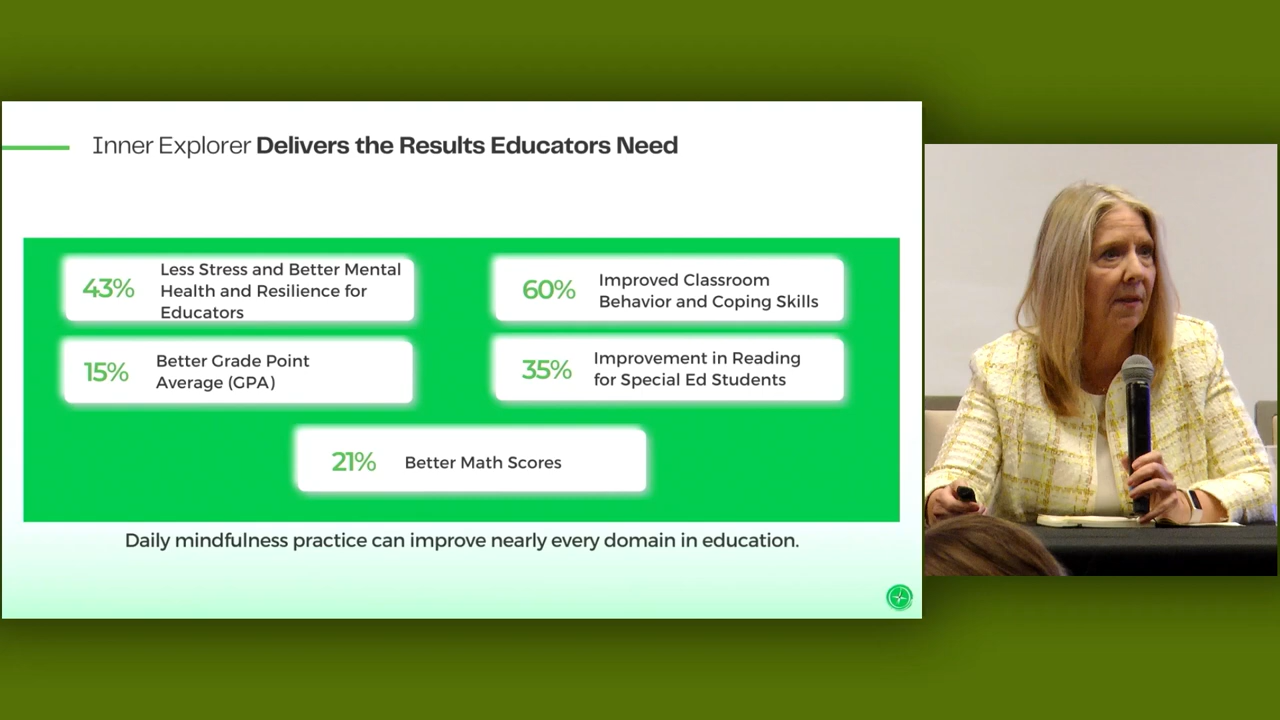 Inner Explorer Delivers the Results Educators Need
43%
Less Stress and Better Mental
Health and Resilience for
Educators
60%
Improved Classroom
Behavior and Coping Skills
15%
Better Grade Point
Average (GPA)
35%
Improvement in Reading
for Special Ed Students
21%
Better Math Scores
Daily mindfulness practice can improve nearly every domain in education.